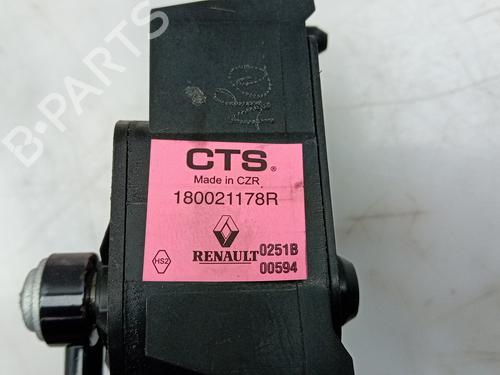 B-PARTS
CTS®
Made in CZR
180021178R
RENAULT
0251B
00594
HS2